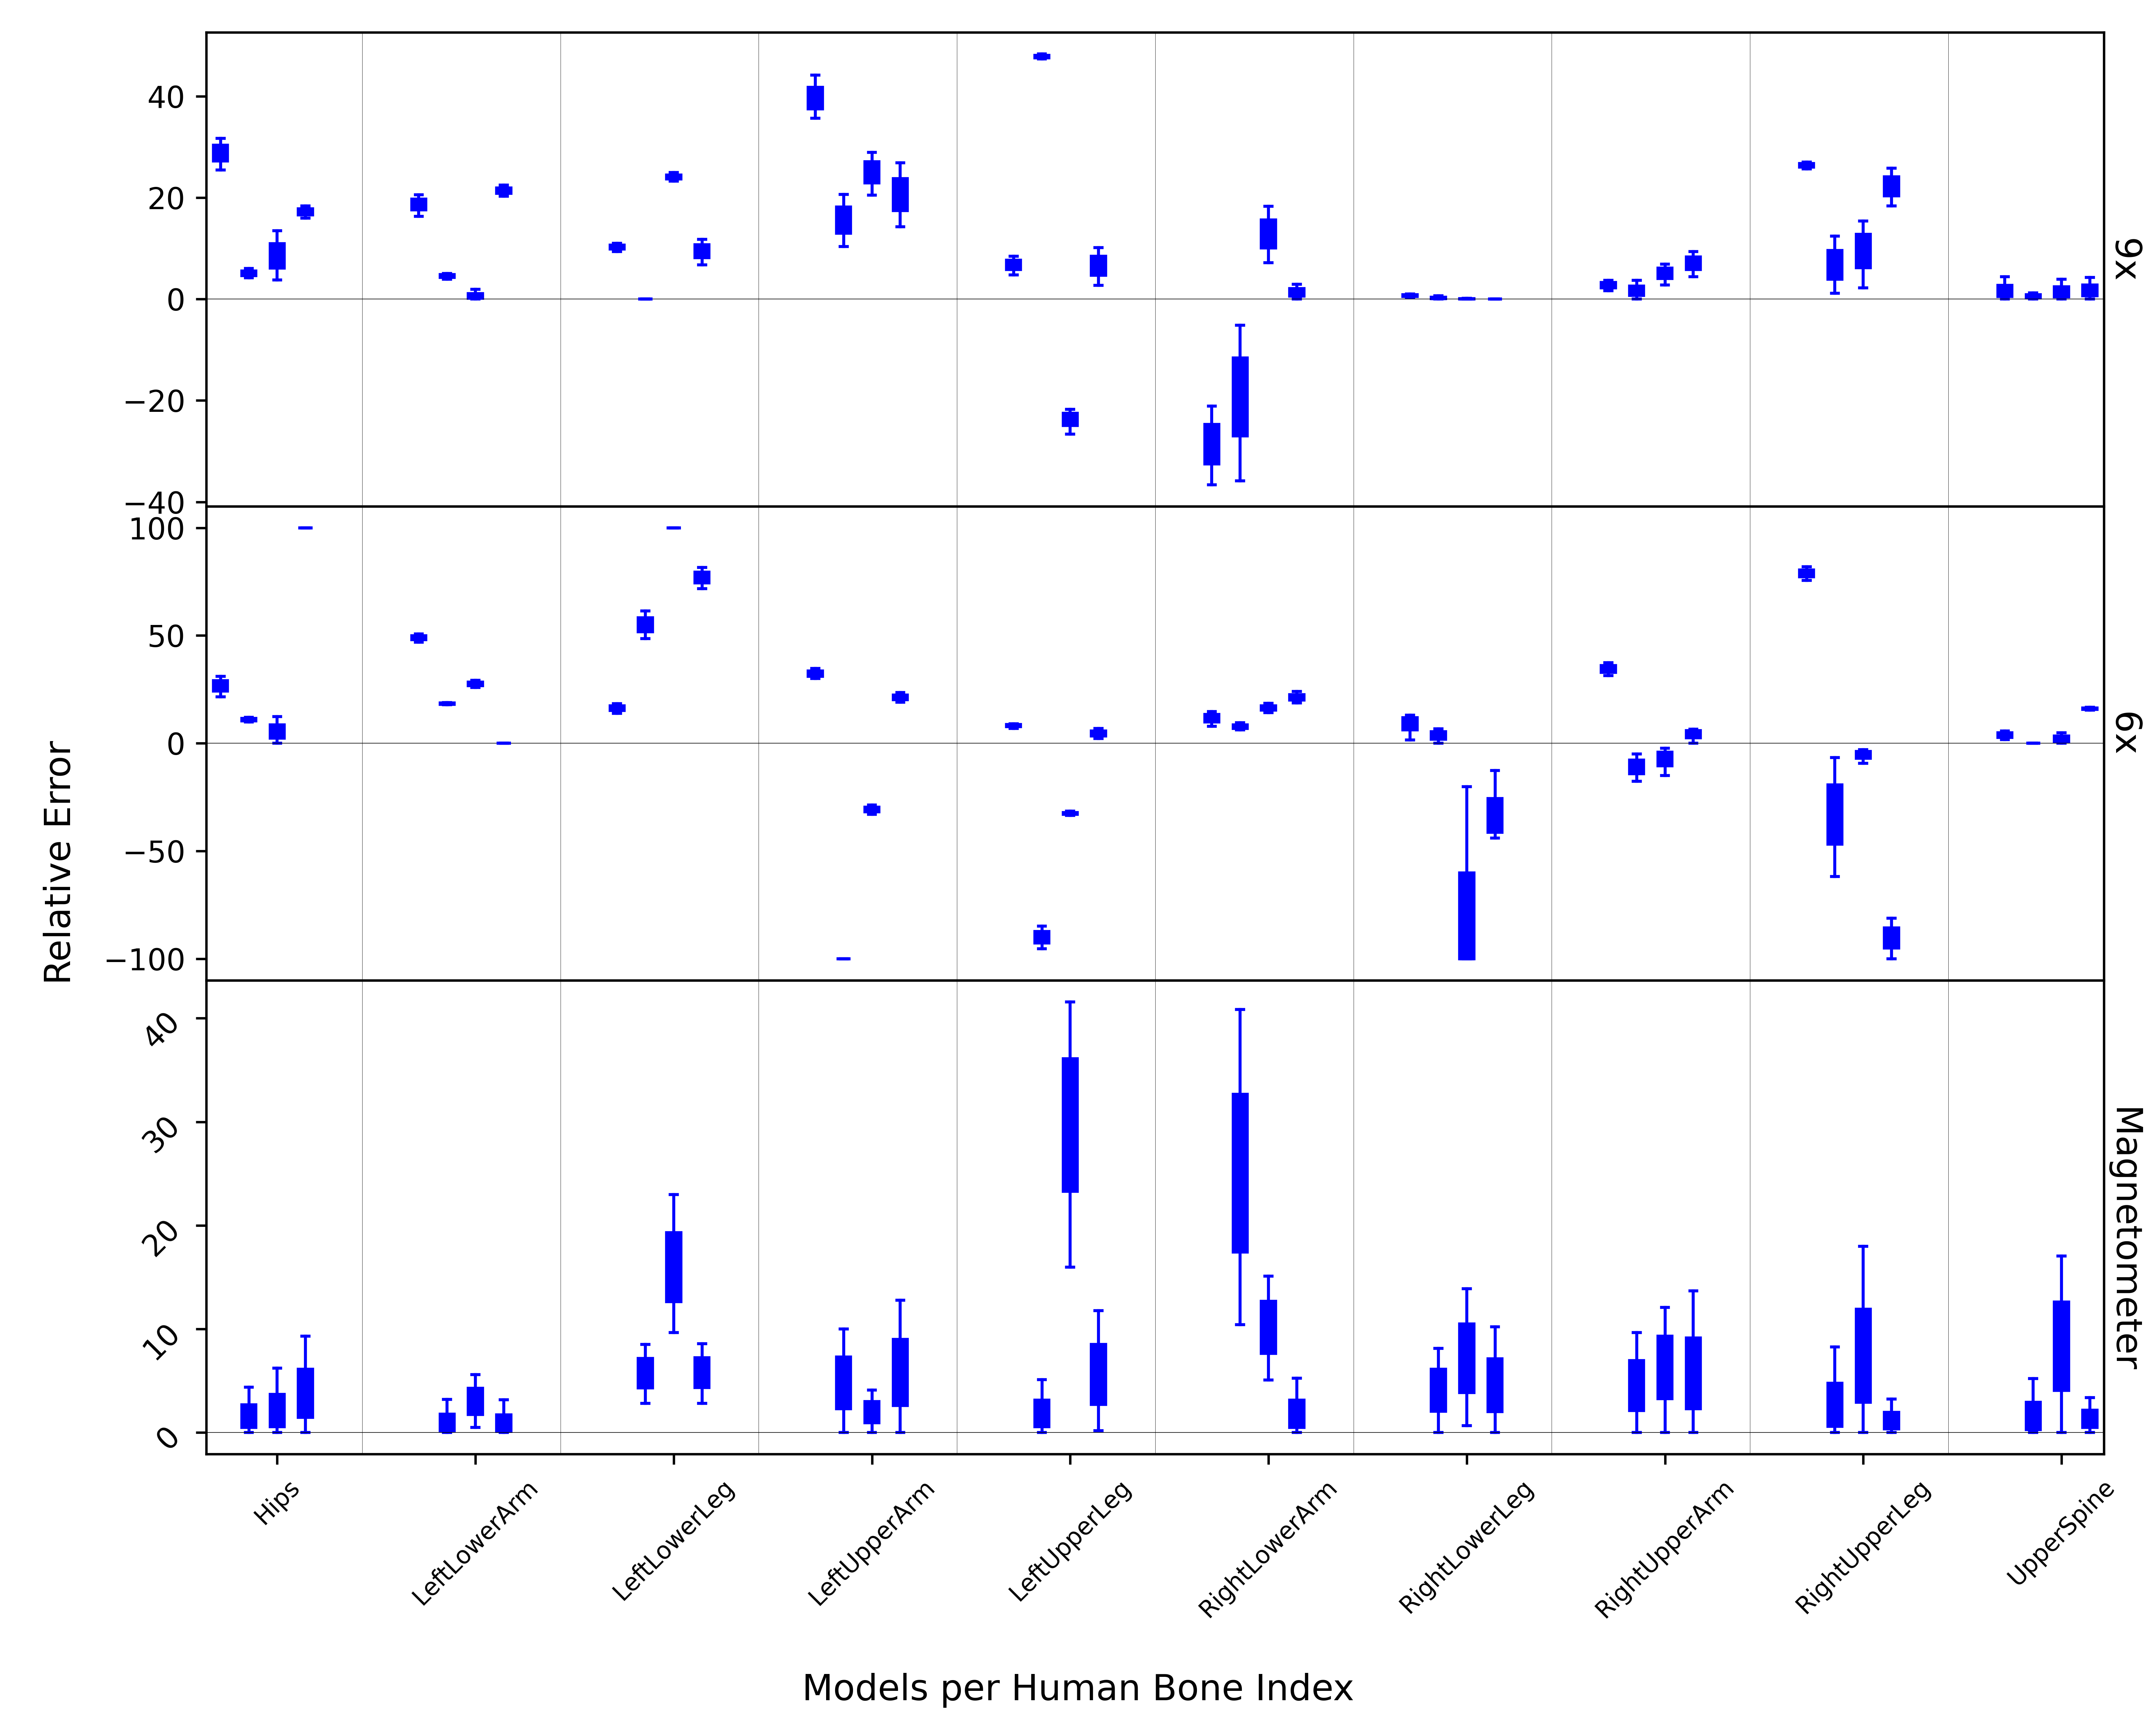 40
20
0
−20
−40
9x
100
50
0
−50
−100
6x
Relative Error
40
30
20
10
0
Magnetometer
Hips
LeftLowerArm
LeftLowerLeg
LeftUpperArm
LeftUpperLeg
RightLowerArm
RightLowerLeg
RightUpperArm
RightUpperLeg
UpperSpine
Models per Human Bone Index